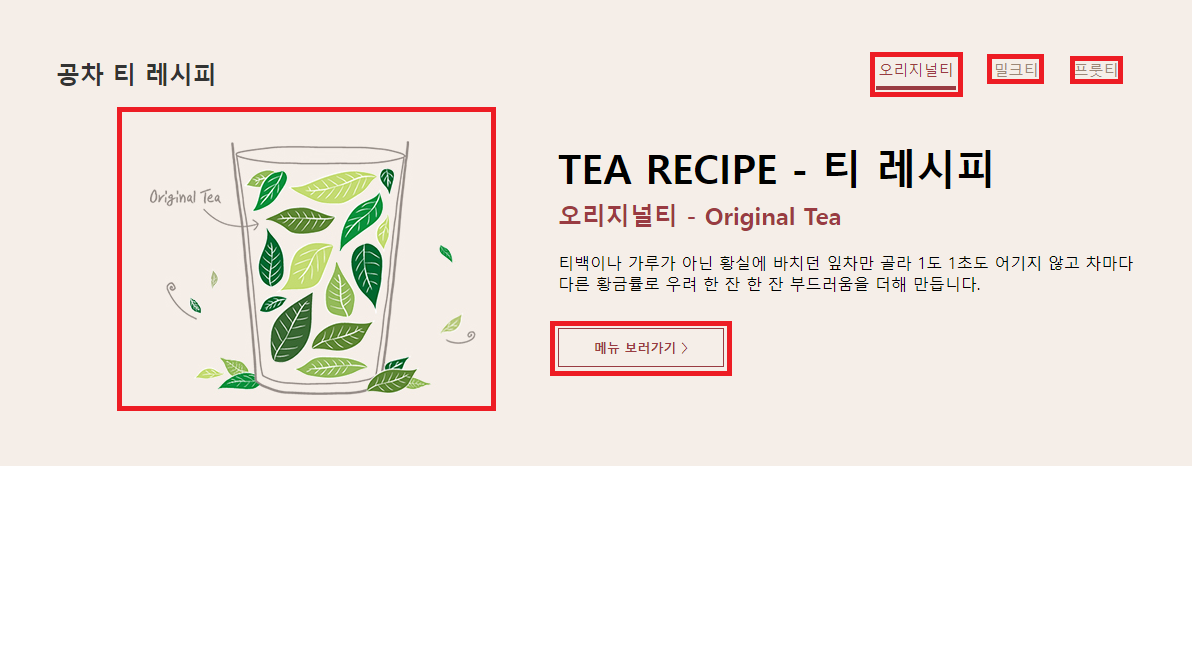 공차 티 레시피
오리지널티 밀크티 프룻티
Original Tea
TEA RECIPE - 티 레시피
오리지널티 - Original Tea
티백이나 가루가 아닌 황실에 바치던 잎차만 골라 1도 1초도 어기지 않고 차마다
다른 황금률로 우려 한 잔 한 잔 부드러움을 더해 만듭니다.
메뉴 보러가기 >